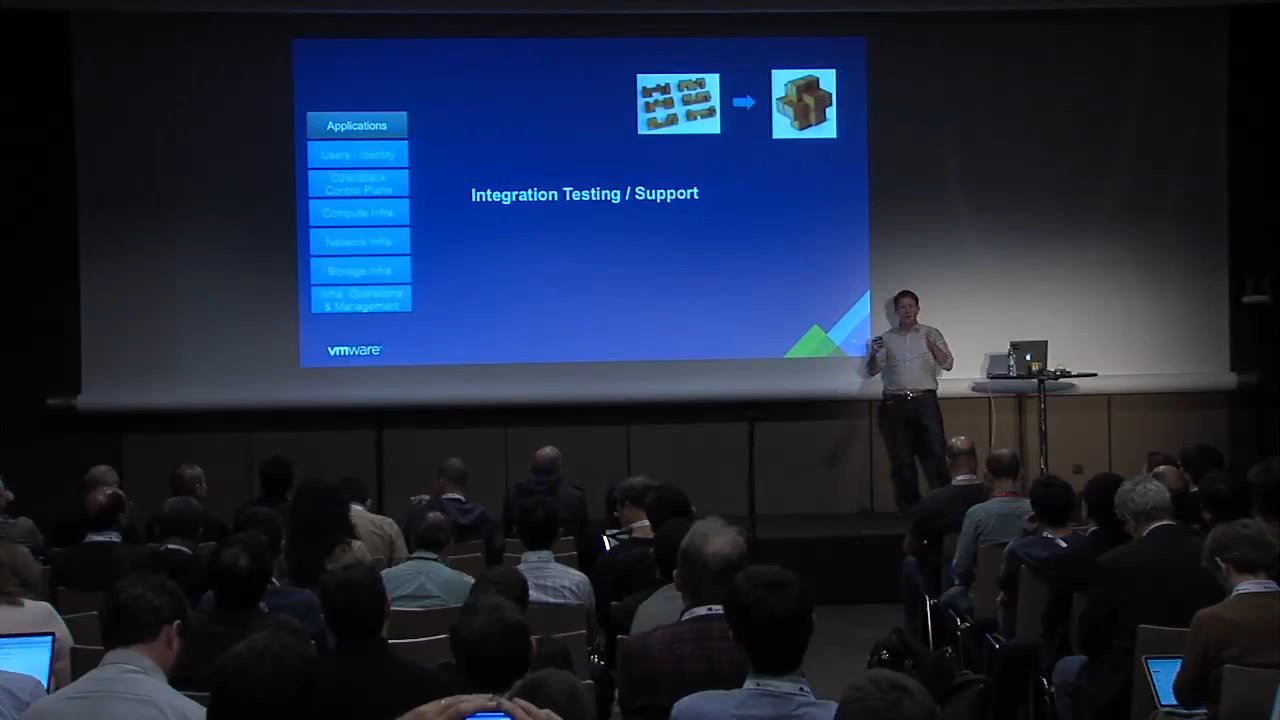 Applications
Users / Identity
OpenStack
Control Plane
Compute Infra.
Network Infra
Storage Infra
Infra. Operations
& Management
Integration Testing / Support
vmware